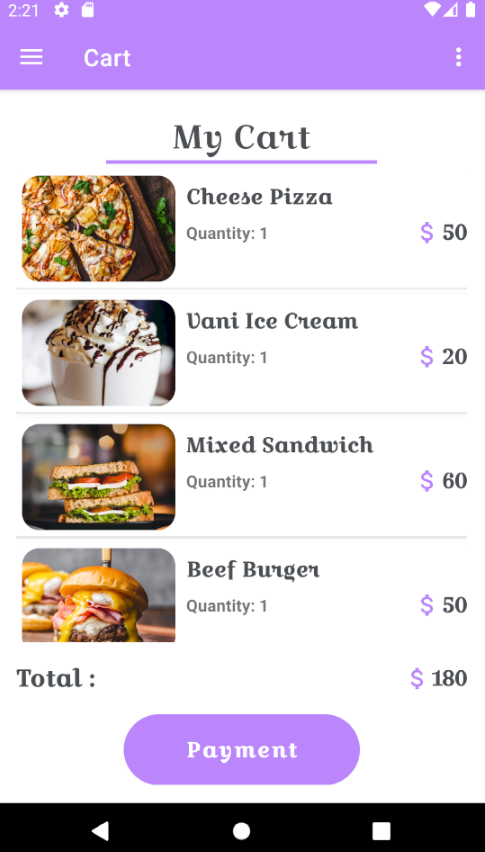 2:21
Cart
My Cart
Cheese Pizza
Quantity: 1
$ 50
Vani Ice Cream
Quantity: 1
$ 20
Mixed Sandwich
Quantity: 1
$ 60
Beef Burger
Quantity: 1
$ 50
Total :
$ 180
Payment